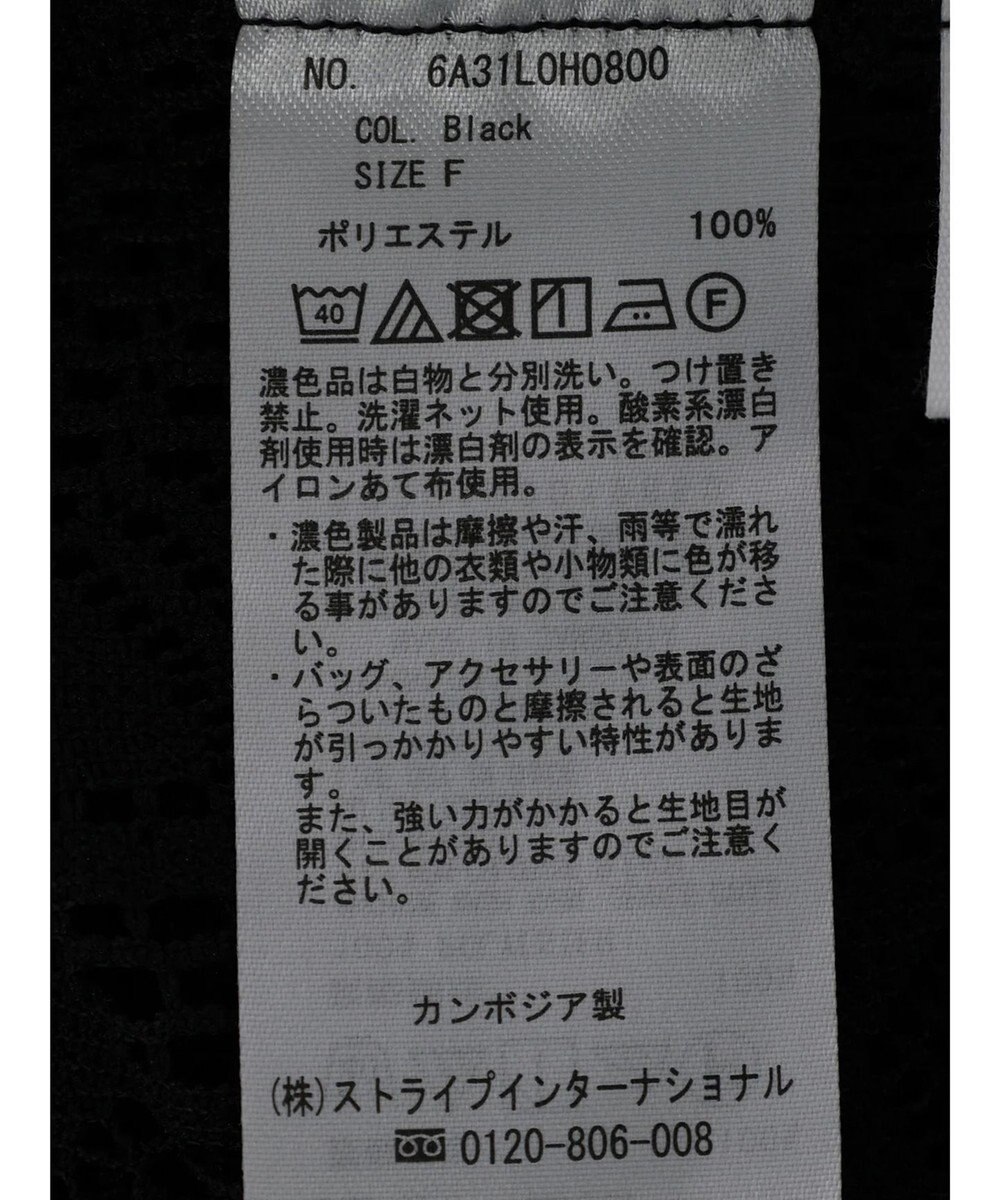 NO. 6A31L0H0800
COL. Black
SIZE F
ポリエステル 100%
40
F
濃色品は白物と分別洗い。つけ置き
禁止。洗濯ネット使用。酸素系漂白
剤使用時は漂白剤の表示を確認。ア
イロンあて布使用。
・濃色製品は摩擦や汗、雨等で濡れ
た際に他の衣類や小物類に色が移
る事がありますのでご注意くださ
い。
・バッグ、アクセサリーや表面のざ
らついたものと摩擦されると生地
が引っかかりやすい特性がありま
す。
また、強い力がかかると生地目が
開くことがありますのでご注意く
ださい。
カンボジア製
(株)ストライプインターナショナル
0120-806-008